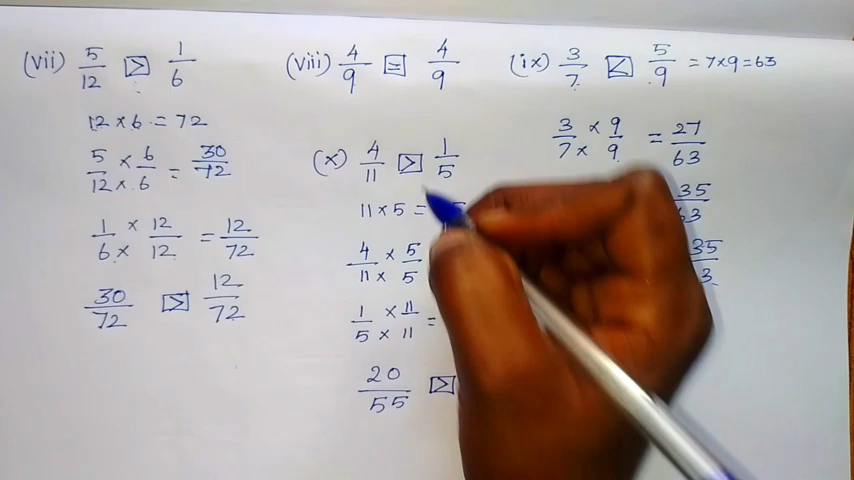 (vii) 5/12 > 1/6
12 × 6 = 72
5/12 × 6/6 = 30/72
1/6 × 12/12 = 12/72
30/72 > 12/72
(viii) 4/9 = 4/9
(x) 4/11 > 1/5
11 × 5 =
4/11 × 5/5
1/5 × 11/11 =
20/55 >
(ix) 3/7 < 5/9 = 7×9=63
3/7 × 9/9 = 27/63
35
35